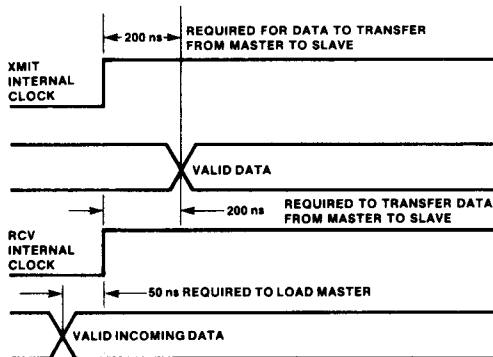 200 ns
REQUIRED FOR DATA TO TRANSFER
FROM MASTER TO SLAVE
XMIT
INTERNAL
CLOCK
VALID DATA
200 ns
REQUIRED TO TRANSFER DATA
FROM MASTER TO SLAVE
RCV
INTERNAL
CLOCK
50 ns REQUIRED TO LOAD MASTER
VALID INCOMING DATA